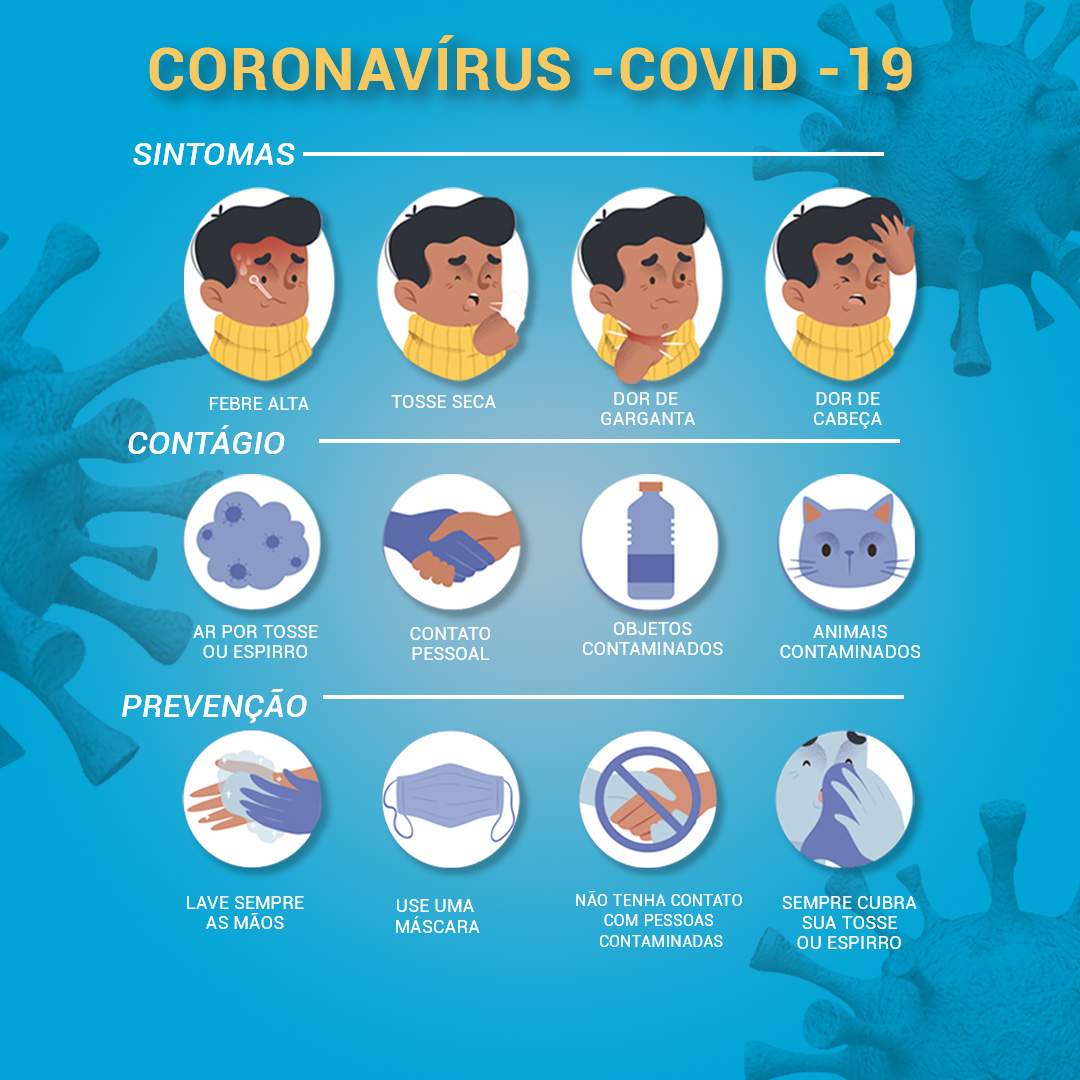 CORONAVÍRUS -COVID -19
SINTOMAS
FEBRE ALTA
TOSSE SECA
DOR DE
GARGANTA
DOR DE
CABEÇA
CONTÁGIO
AR POR TOSSE
OU ESPIRRO
CONTATO
PESSOAL
OBJETOS
CONTAMINADOS
ANIMAIS
CONTAMINADOS
PREVENÇÃO
LAVE SEMPRE
AS MÃOS
USE UMA
MÁSCARA
NÃO TENHA CONTATO
COM PESSOAS
CONTAMINADAS
SEMPRE CUBRA
SUA TOSSE
OU ESPIRRO